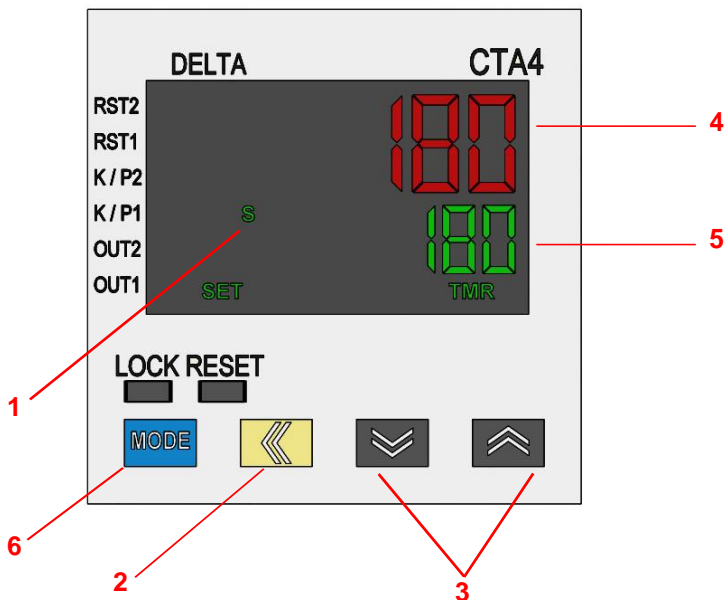 DELTA CTA4
RST2
180
4
RST1
K / P2
K / P1
S
180
5
OUT2
OUT1
SET TMR
LOCK RESET
1
MODE
6
2
3